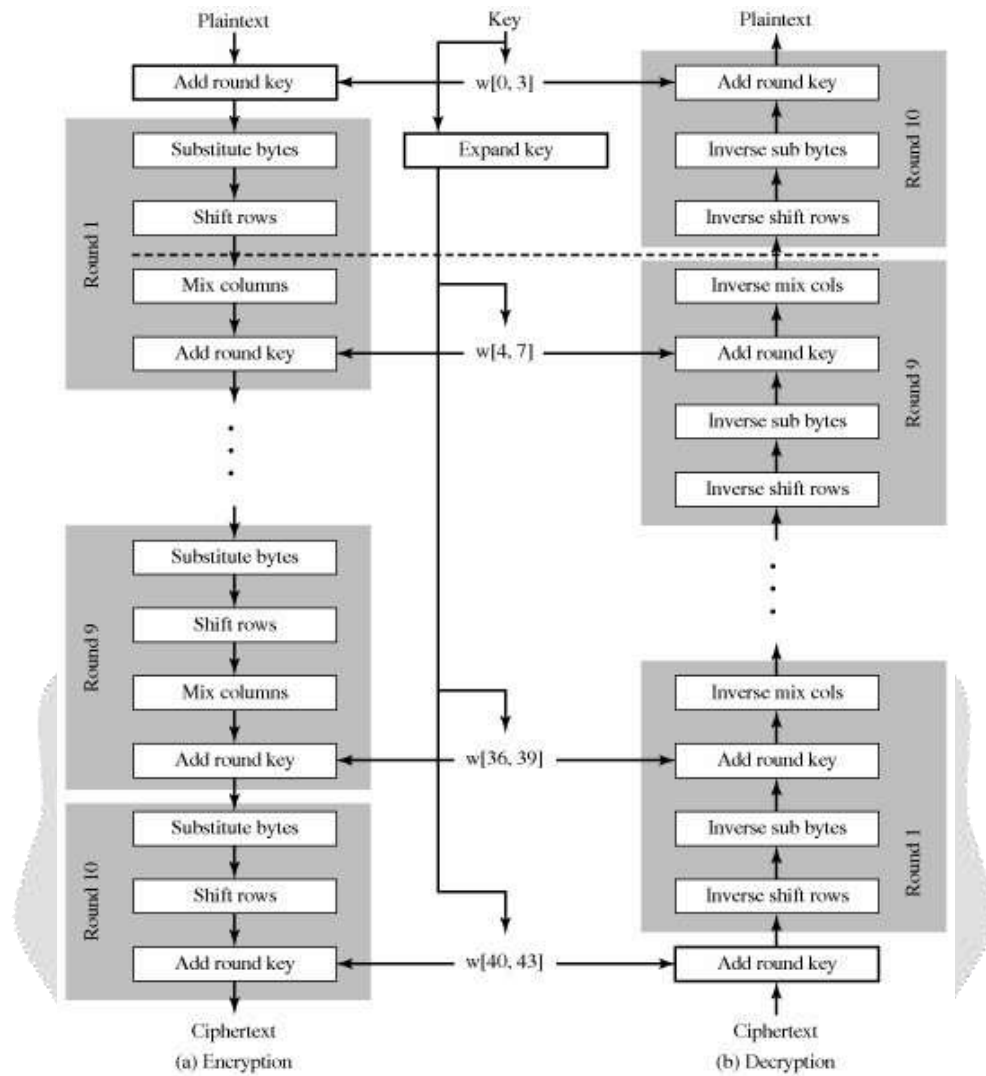 Plaintext
Add round key
Round 1
Substitute bytes
Shift rows
Mix columns
Add round key
Round 9
Substitute bytes
Shift rows
Mix columns
Add round key
Round 10
Substitute bytes
Shift rows
Add round key
Ciphertext
(a) Encryption
Key
w[0, 3]
Expand key
w[4, 7]
w[36, 39]
w[40, 43]
Plaintext
Add round key
Inverse sub bytes
Inverse shift rows
Round 10
Inverse mix cols
Add round key
Inverse sub bytes
Inverse shift rows
Round 9
Inverse mix cols
Add round key
Inverse sub bytes
Inverse shift rows
Round 1
Add round key
Ciphertext
(b) Decryption